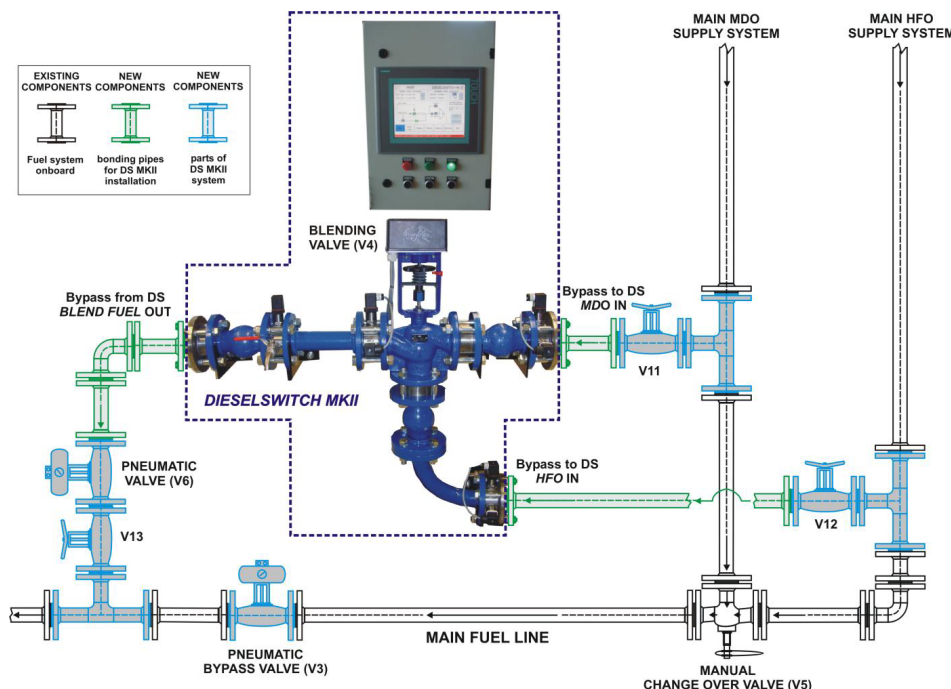 MAIN MDO
SUPPLY SYSTEM
MAIN HFO
SUPPLY SYSTEM
EXISTING
COMPONENTS
NEW
COMPONENTS
NEW
COMPONENTS
Fuel system
onboard
bonding pipes
for DS MKII
installation
parts of
DS MKII
system
BLENDING
VALVE (V4)
Bypass from DS
BLEND FUEL OUT
Bypass to DS
MDO IN
V11
DIESELSWITCH MKII
PNEUMATIC
VALVE (V6)
Bypass to DS
HFO IN
V12
V13
MAIN FUEL LINE
PNEUMATIC
BYPASS VALVE (V3)
MANUAL
CHANGE OVER VALVE (V5)